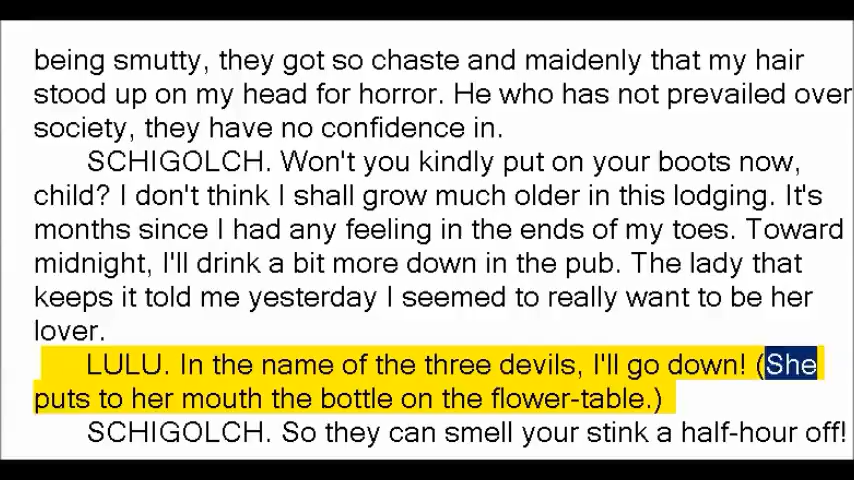 being smutty, they got so chaste and maidenly that my hair
stood up on my head for horror. He who has not prevailed over
society, they have no confidence in.
SCHIGOLCH. Won't you kindly put on your boots now,
child? I don't think I shall grow much older in this lodging. It's
months since I had any feeling in the ends of my toes. Toward
midnight, I'll drink a bit more down in the pub. The lady that
keeps it told me yesterday I seemed to really want to be her
lover.
LULU. In the name of the three devils, I'll go down! (She
puts to her mouth the bottle on the flower-table.)
SCHIGOLCH. So they can smell your stink a half-hour off!